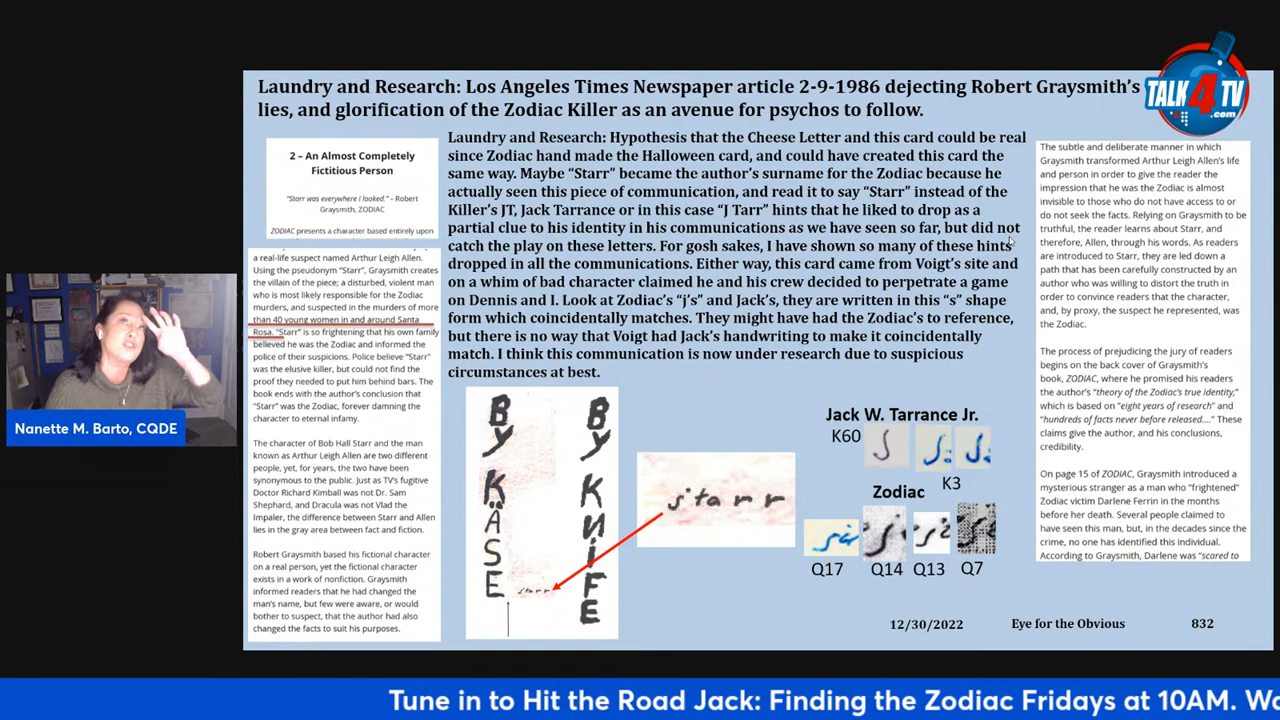 Laundry and Research: Los Angeles Times Newspaper article 2-9-1986 dejecting Robert Graysmith's
lies, and glorification of the Zodiac Killer as an avenue for psychos to follow.
TALK4TV
.com
2 – An Almost Completely
Fictitious Person
"Starr was everywhere I looked." – Robert
Graysmith, ZODIAC
ZODIAC presents a character based entirely upon
a real-life suspect named Arthur Leigh Allen.
Using the pseudonym "Starr", Graysmith creates
the villain of the piece; a disturbed, violent man
who is most likely responsible for the Zodiac
murders, and suspected in the murders of more
than 40 young women in and around Santa
Rosa. "Starr" is so frightening that his own family
believed he was the Zodiac and informed the
police of their suspicions. Police believe "Starr"
was the elusive killer, but could not find the
proof they needed to put him behind bars. The
book ends with the author's conclusion that
"Starr" was the Zodiac, forever damning the
character to eternal infamy.
The character of Bob Hall Starr and the man
known as Arthur Leigh Allen are two different
people, yet, for years, the two have been
synonymous to the public. Just as TV's fugitive
Doctor Richard Kimball was not Dr. Sam
Shephard, and Dracula was not Vlad the
Impaler, the difference between Starr and Allen
lies in the gray area between fact and fiction.
Robert Graysmith based his fictional character
on a real person, yet the fictional character
exists in a work of nonfiction. Graysmith
informed readers that he had changed the
man's name, but few were aware, or would
bother to suspect, that the author had also
changed the facts to suit his purposes.
Laundry and Research: Hypothesis that the Cheese Letter and this card could be real
since Zodiac hand made the Halloween card, and could have created this card the
same way. Maybe "Starr" became the author's surname for the Zodiac because he
actually seen this piece of communication, and read it to say "Starr" instead of the
Killer's JT, Jack Tarrance or in this case "J Tarr" hints that he liked to drop as a
partial clue to his identity in his communications as we have seen so far, but did not
catch the play on these letters. For gosh sakes, I have shown so many of these hints
dropped in all the communications. Either way, this card came from Voigt's site and
on a whim of bad character claimed he and his crew decided to perpetrate a game
on Dennis and I. Look at Zodiac's "j's" and Jack's, they are written in this "s" shape
form which coincidentally matches. They might have had the Zodiac's to reference,
but there is no way that Voigt had Jack's handwriting to make it coincidentally
match. I think this communication is now under research due to suspicious
circumstances at best.
BY KÄSE
starr
BY KNiFE
starr
Jack W. Tarrance Jr.
K60
K3
Zodiac
Q17
Q14
Q13
Q7
The subtle and deliberate manner in which
Graysmith transformed Arthur Leigh Allen's life
and person in order to give the reader the
impression that he was the Zodiac is almost
invisible to those who do not have access to or
do not seek the facts. Relying on Graysmith to be
truthful, the reader learns about Starr, and
therefore, Allen, through his words. As readers
are introduced to Starr, they are led down a
path that has been carefully constructed by an
author who was willing to distort the truth in
order to convince readers that the character,
and, by proxy, the suspect he represented, was
the Zodiac.
The process of prejudicing the jury of readers
begins on the back cover of Graysmith's
book, ZODIAC, where he promised his readers
the author's "theory of the Zodiac's true identity,"
which is based on "eight years of research" and
"hundreds of facts never before released...." These
claims give the author, and his conclusions,
credibility.
On page 15 of ZODIAC, Graysmith introduced a
mysterious stranger as a man who "frightened"
Zodiac victim Darlene Ferrin in the months
before her death. Several people claimed to
have seen this man, but, in the decades since the
crime, no one has identified this individual.
According to Graysmith, Darlene was "scared to
12/30/2022
Eye for the Obvious
832
Nanette M. Barto, CQDE
Tune in to Hit the Road Jack: Finding the Zodiac Fridays at 10AM.